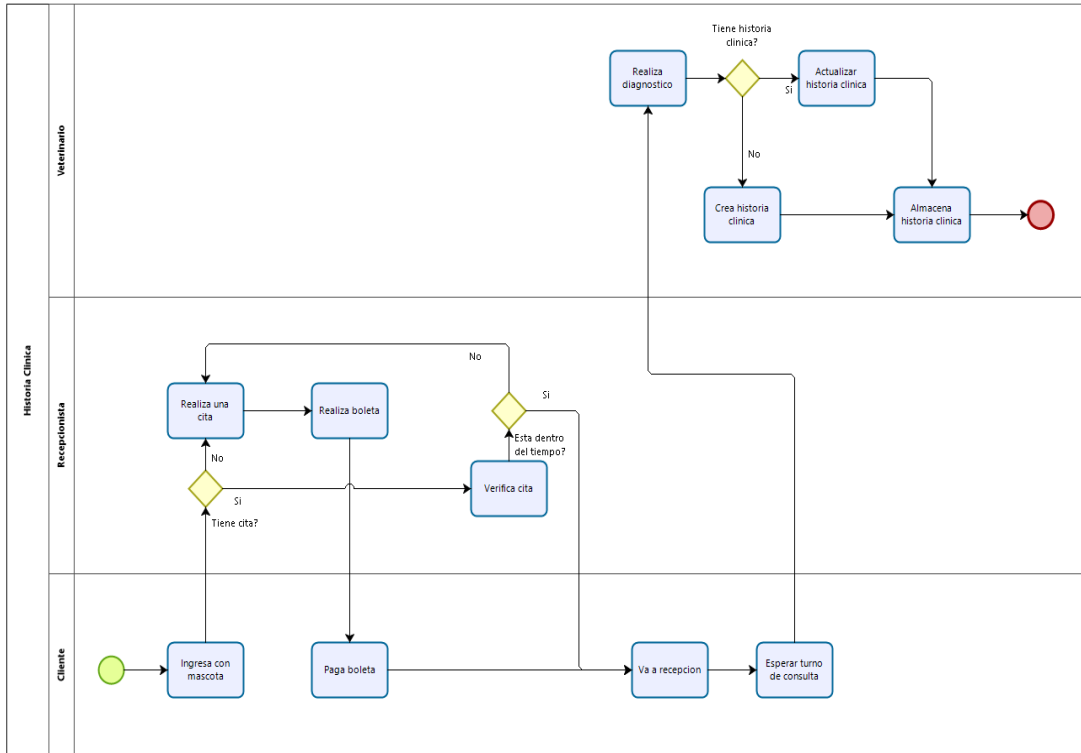 Historia Clinica
Veterinario
Tiene historia
clinica?
Realiza
diagnostico
Actualizar
historia clinica
Si
No
Crea historia
clinica
Almacena
historia clinica
Recepcionista
No
Realiza una
cita
Realiza boleta
Si
Esta dentro
del tiempo?
No
Verifica cita
Si
Tiene cita?
Cliente
Ingresa con
mascota
Paga boleta
Va a recepcion
Esperar turno
de consulta